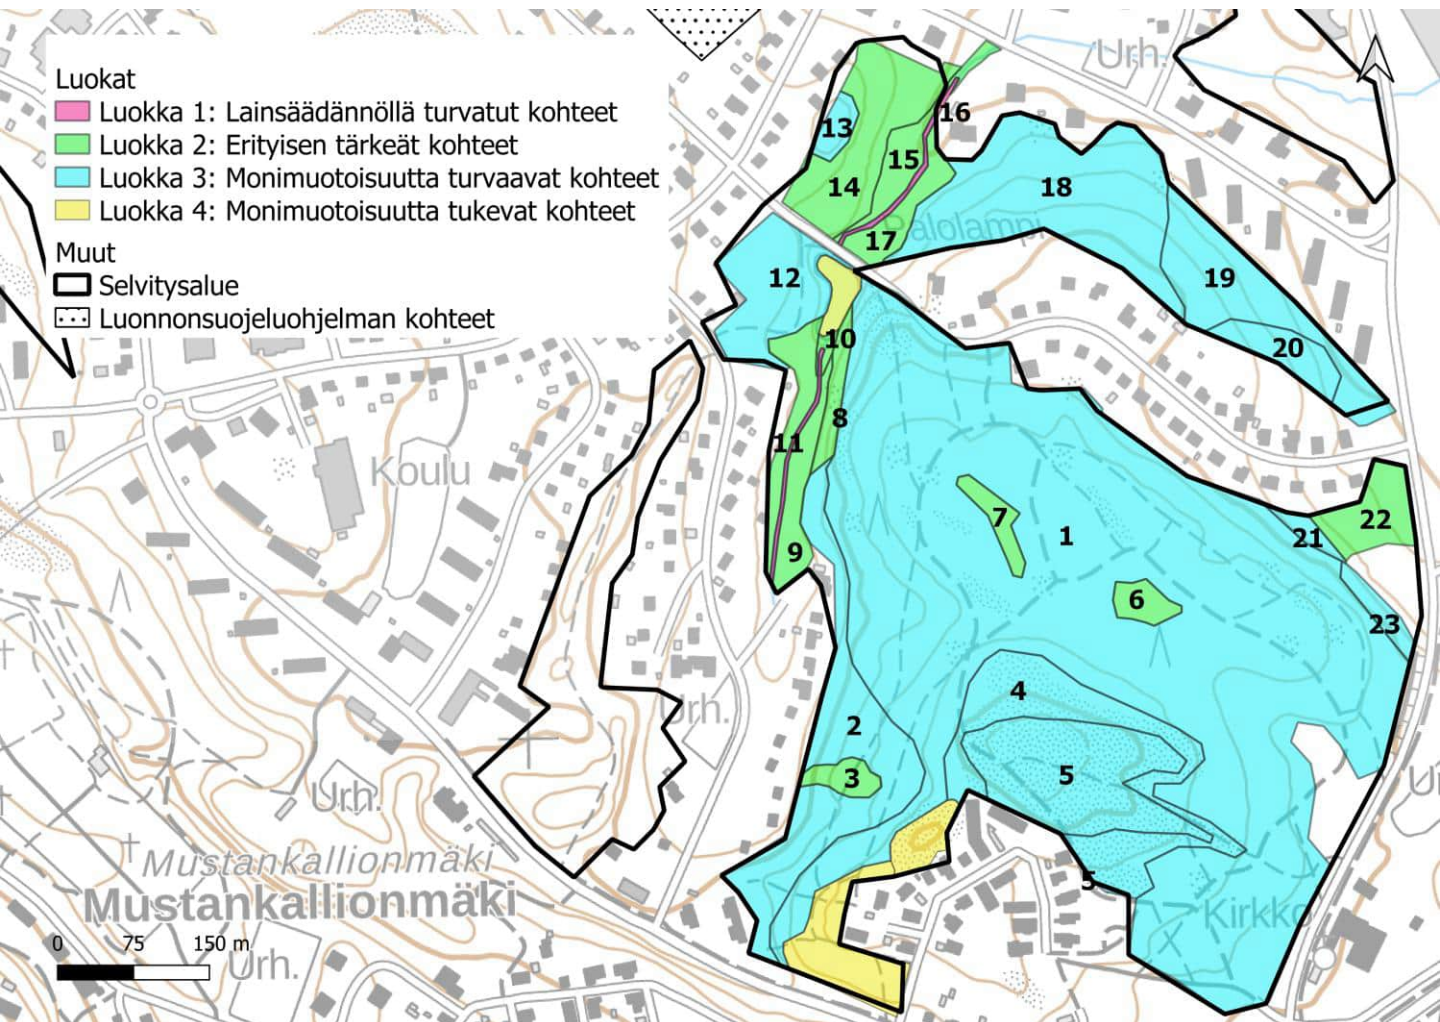 Luokat
Luokka 1: Lainsäädännöllä turvatut kohteet
Luokka 2: Erityisen tärkeät kohteet
Luokka 3: Monimuotoisuutta turvaavat kohteet
Luokka 4: Monimuotoisuutta tukevat kohteet
Muut
Selvitysalue
Luonnonsuojeluohjelman kohteet
Urh.
16
13
15
14
18
17
Palolampi
12
19
10
20
8
11
Koulu
7
22
1
21
9
6
23
4
Urh.
2
3
5
Urh.
Mustankallionmäki
5
Mustankallionmäki
Kirkko
0 75 150 m
Urh.